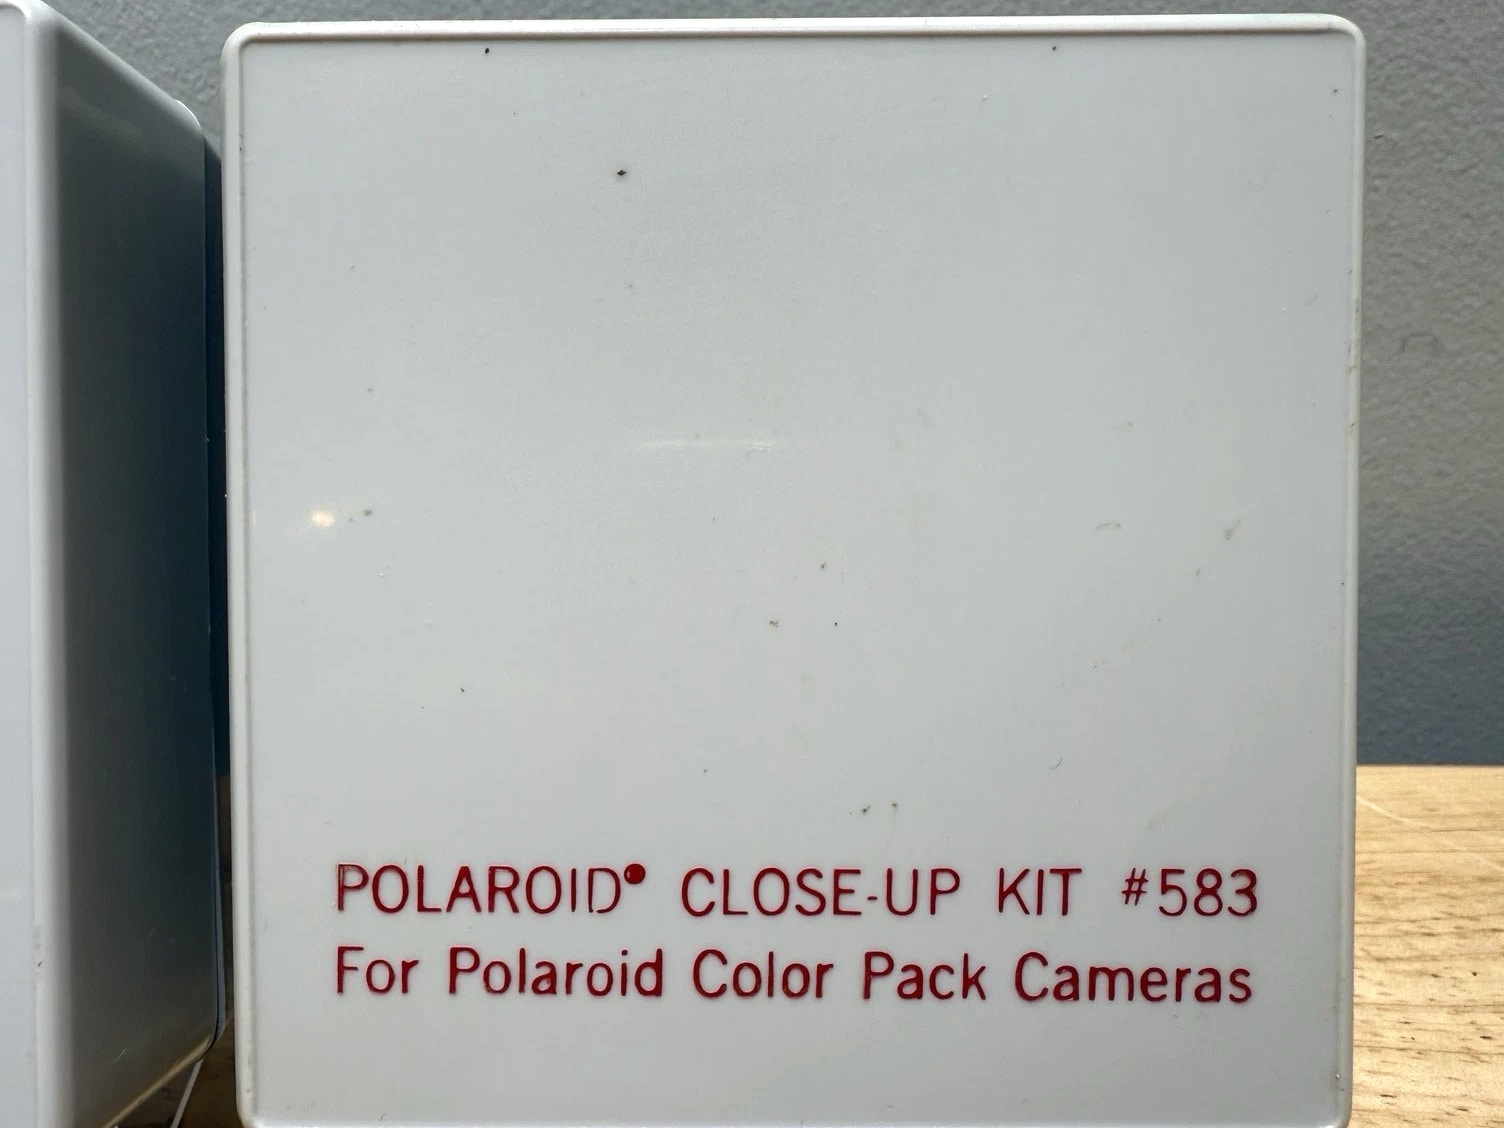 POLAROID® CLOSE-UP KIT #583
For Polaroid Color Pack Cameras